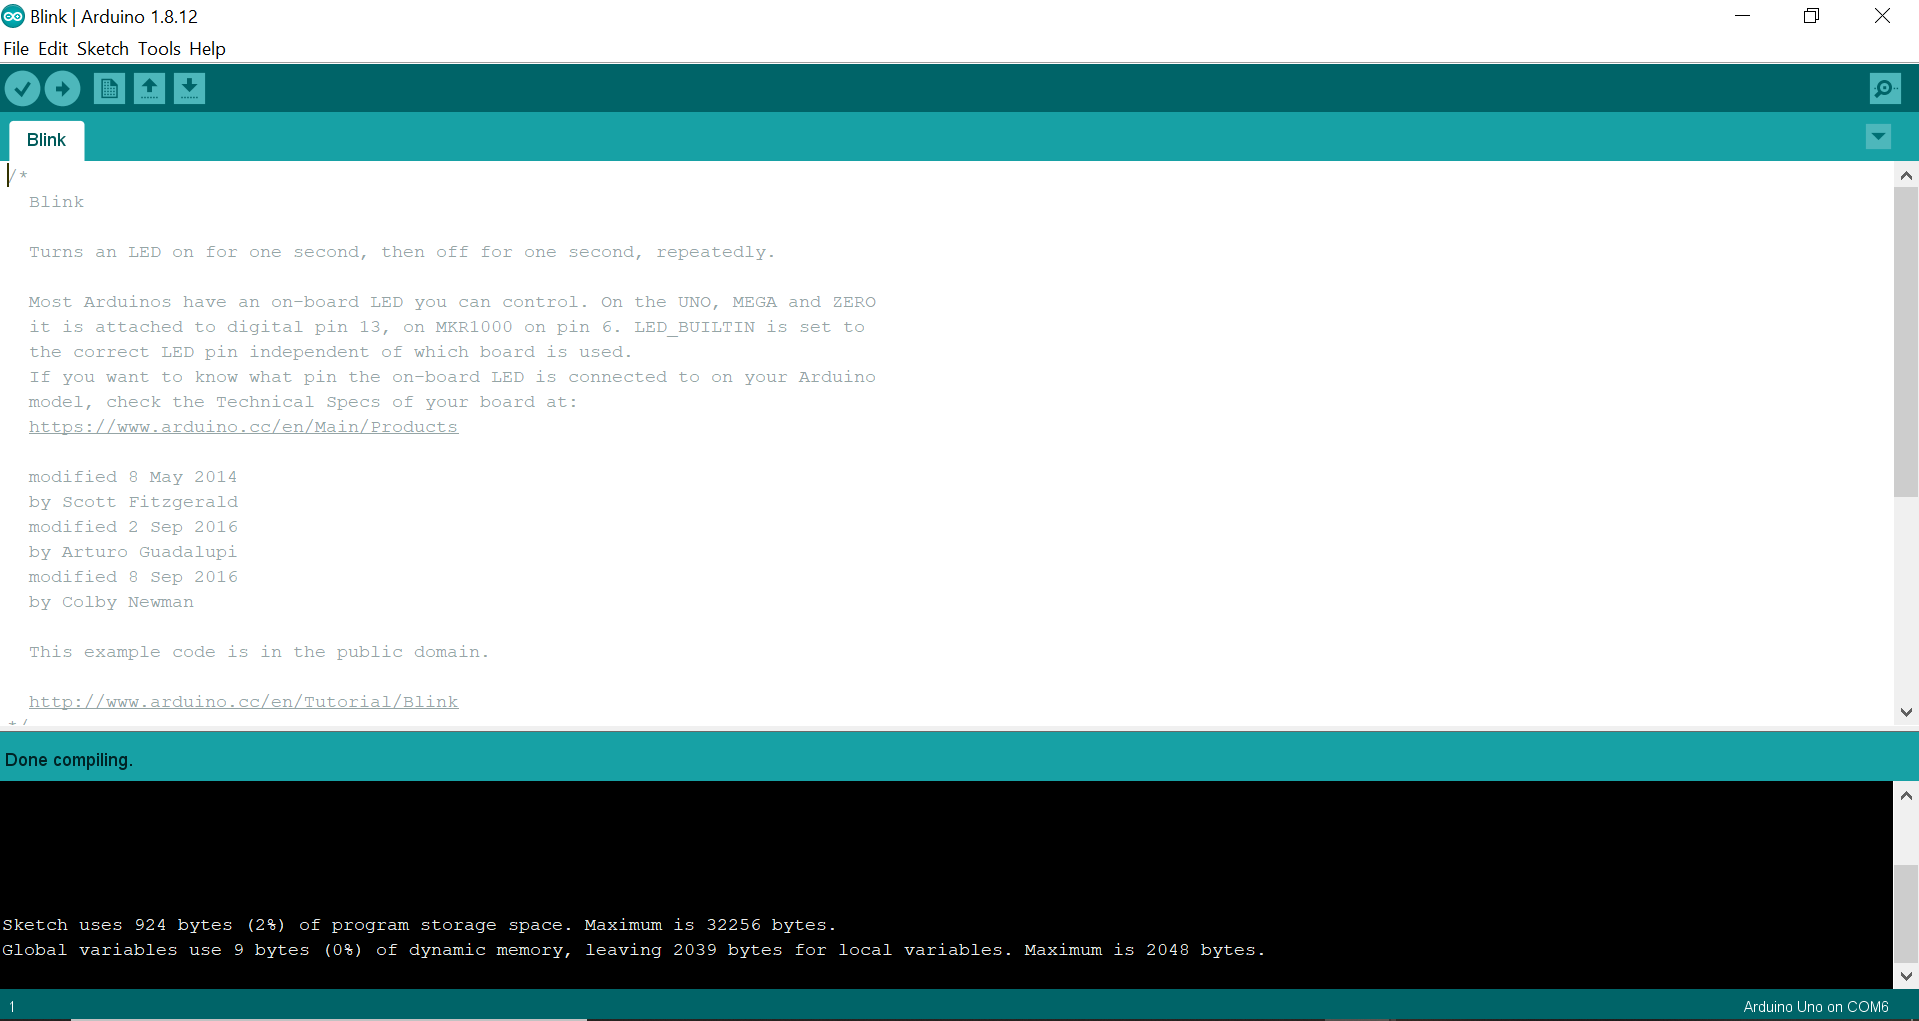 Blink | Arduino 1.8.12
File Edit Sketch Tools Help
Blink
/*
Blink
Turns an LED on for one second, then off for one second, repeatedly.
Most Arduinos have an on-board LED you can control. On the UNO, MEGA and ZERO
it is attached to digital pin 13, on MKR1000 on pin 6. LED_BUILTIN is set to
the correct LED pin independent of which board is used.
If you want to know what pin the on-board LED is connected to on your Arduino
model, check the Technical Specs of your board at:
https://www.arduino.cc/en/Main/Products
modified 8 May 2014
by Scott Fitzgerald
modified 2 Sep 2016
by Arturo Guadalupi
modified 8 Sep 2016
by Colby Newman
This example code is in the public domain.
http://www.arduino.cc/en/Tutorial/Blink
*/
Done compiling.
Sketch uses 924 bytes (2%) of program storage space. Maximum is 32256 bytes.
Global variables use 9 bytes (0%) of dynamic memory, leaving 2039 bytes for local variables. Maximum is 2048 bytes.
1
Arduino Uno on COM6